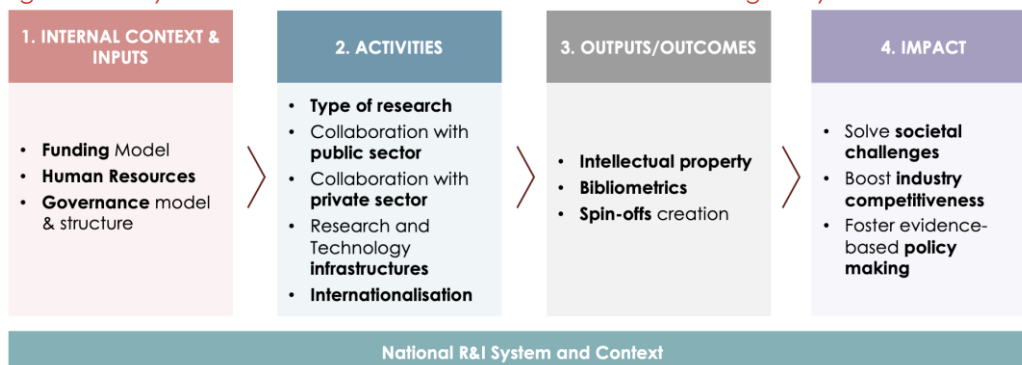 1. INTERNAL CONTEXT &
INPUTS
• Funding Model
• Human Resources
• Governance model
& structure
2. ACTIVITIES
• Type of research
• Collaboration with
public sector
• Collaboration with
private sector
• Research and
Technology
infrastructures
• Internationalisation
3. OUTPUTS/OUTCOMES
• Intellectual property
• Bibliometrics
• Spin-offs creation
4. IMPACT
• Solve societal
challenges
• Boost industry
competitiveness
• Foster evidence-
based policy
making
National R&I System and Context